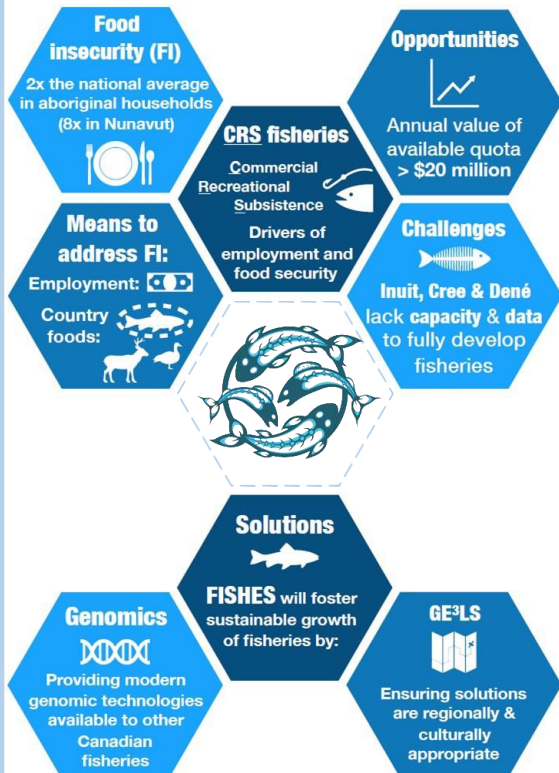 Food
insecurity (FI)
2x the national average
in aboriginal households
(8x in Nunavut)
Opportunities
Annual value of
available quota
> $20 million
CRS fisheries
Commercial
Recreational
Subsistence
Drivers of
employment and
food security
Means to
address FI:
Employment:
Country
foods:
Challenges
Inuit, Cree & Dené
lack capacity & data
to fully develop
fisheries
Solutions
FISHES will foster
sustainable growth
of fisheries by:
Genomics
Providing modern
genomic technologies
available to other
Canadian
fisheries
GE³LS
Ensuring solutions
are regionally &
culturally
appropriate